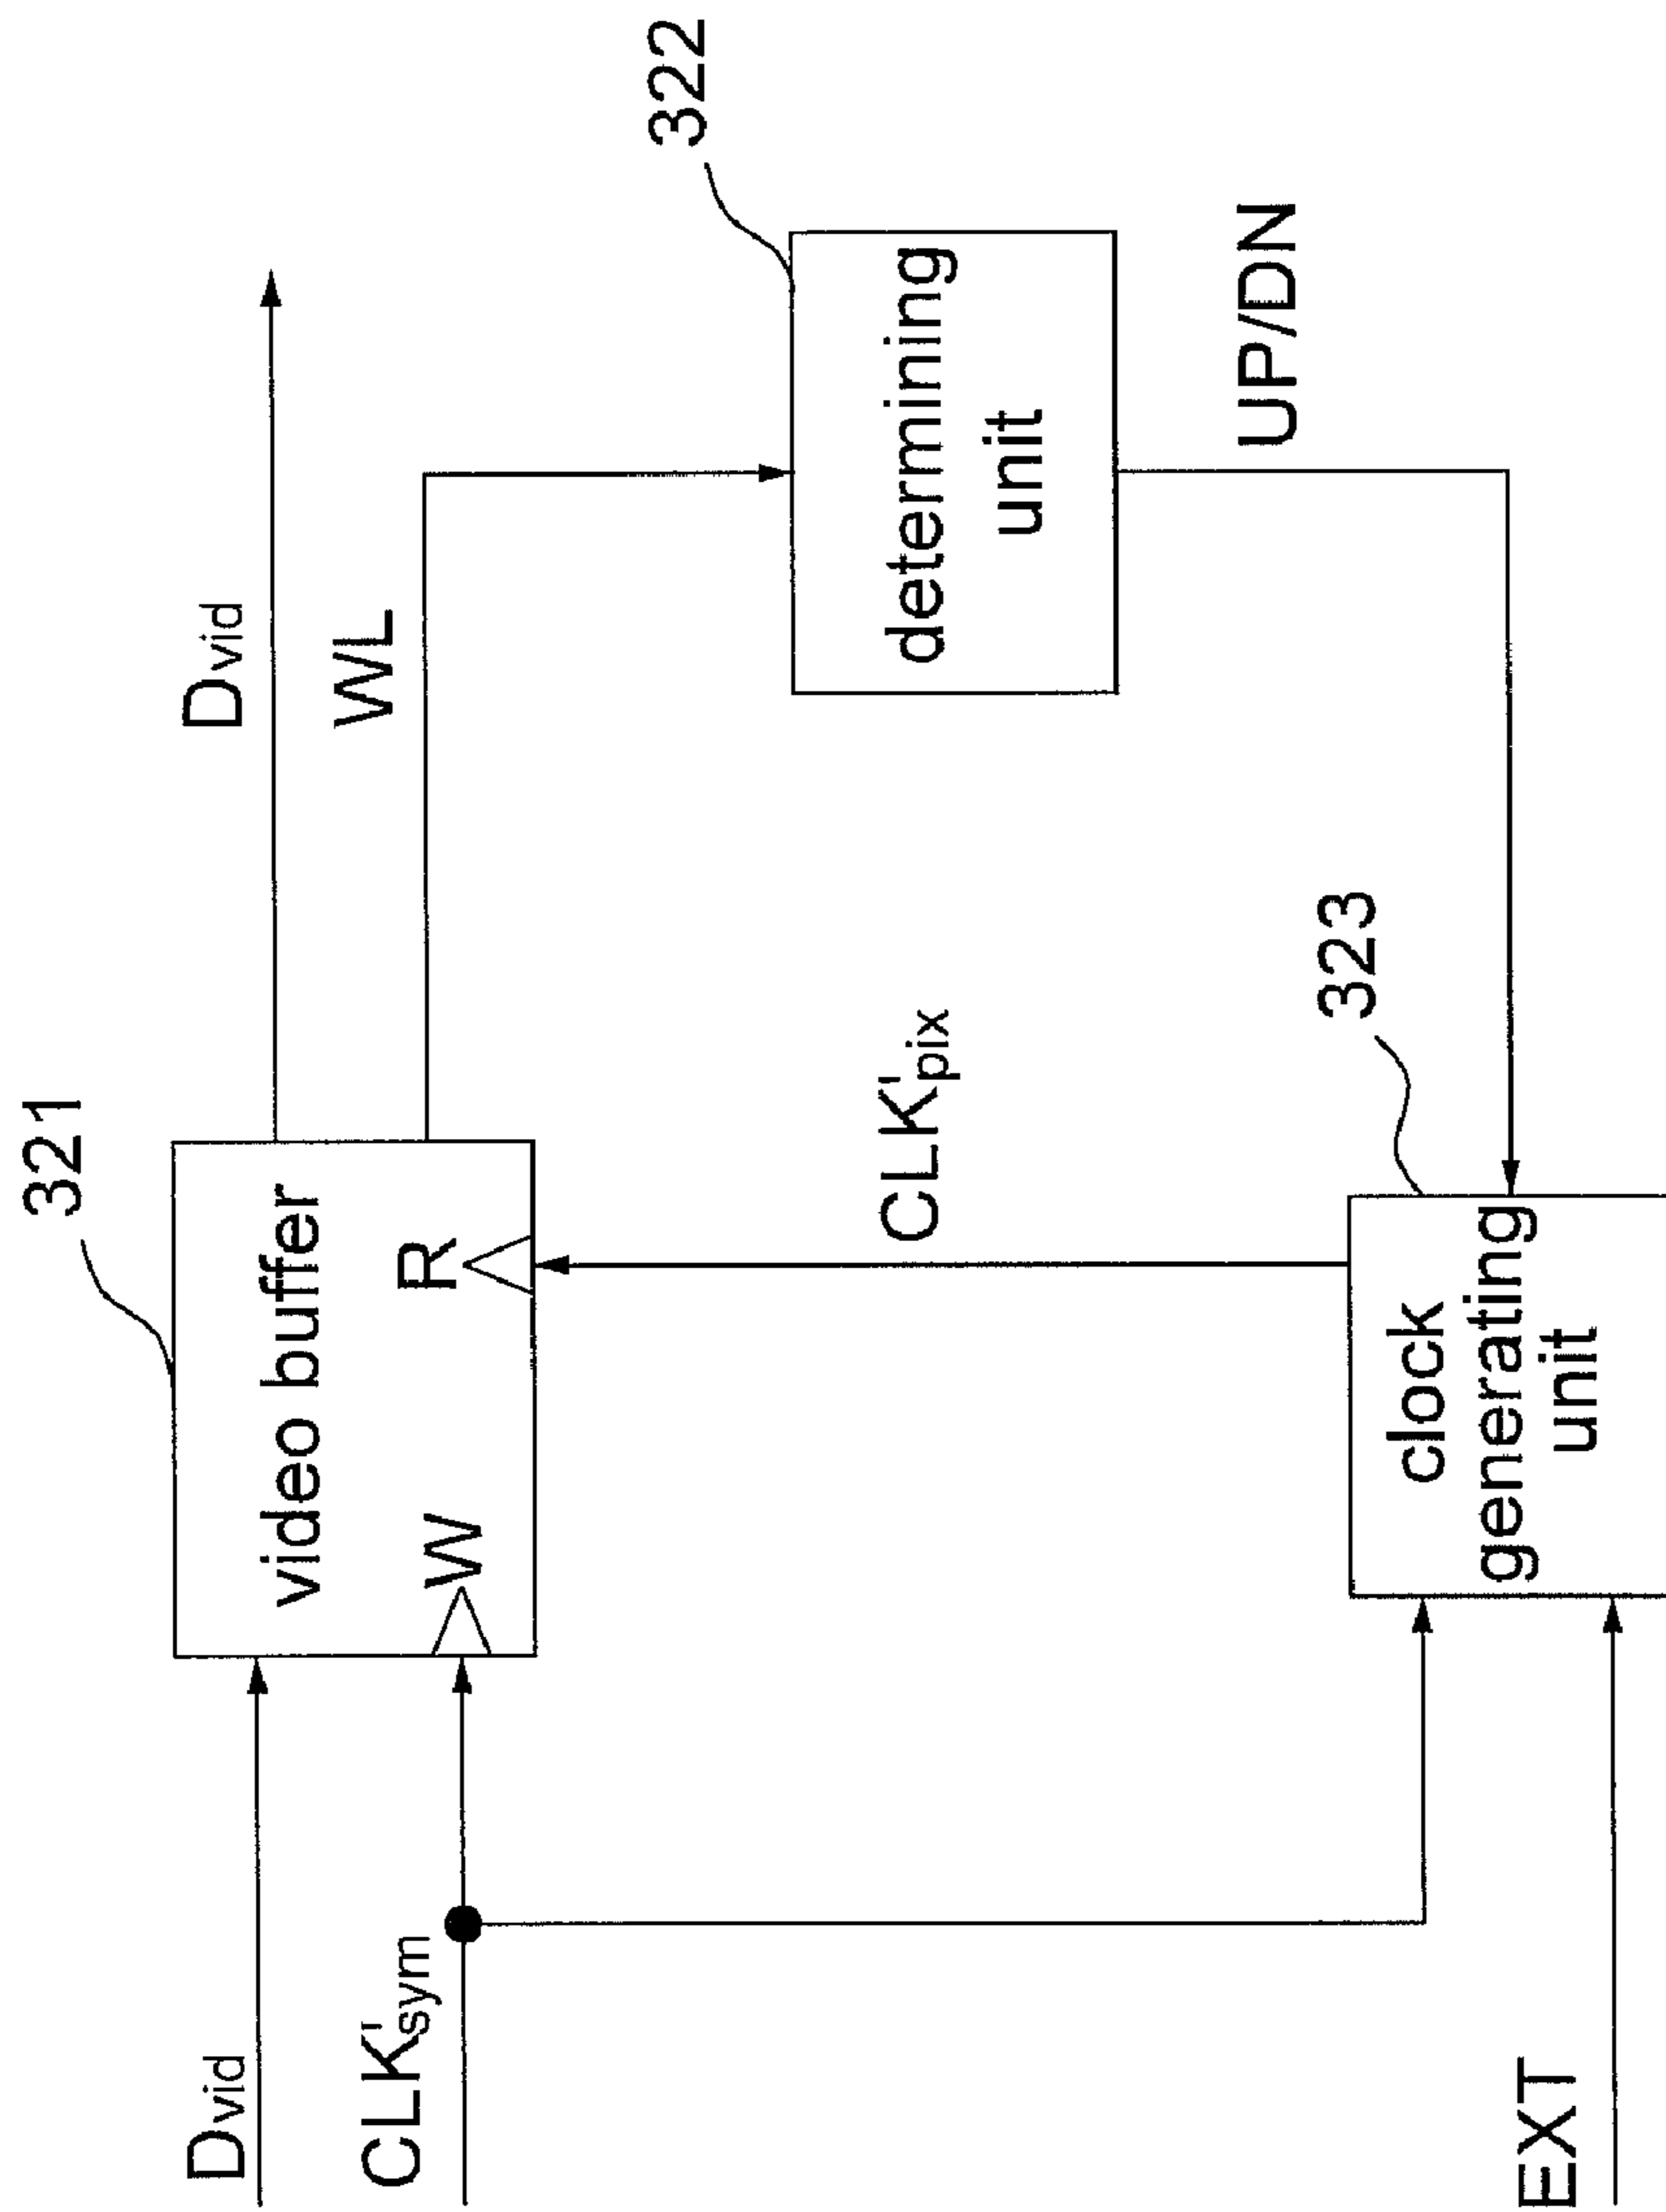 321
Dvid
video buffer
Dvid
WL
W
R
CLK'sym
322
determining
unit
CLK'pix
UP/DN
323
clock
generating
unit
EXT